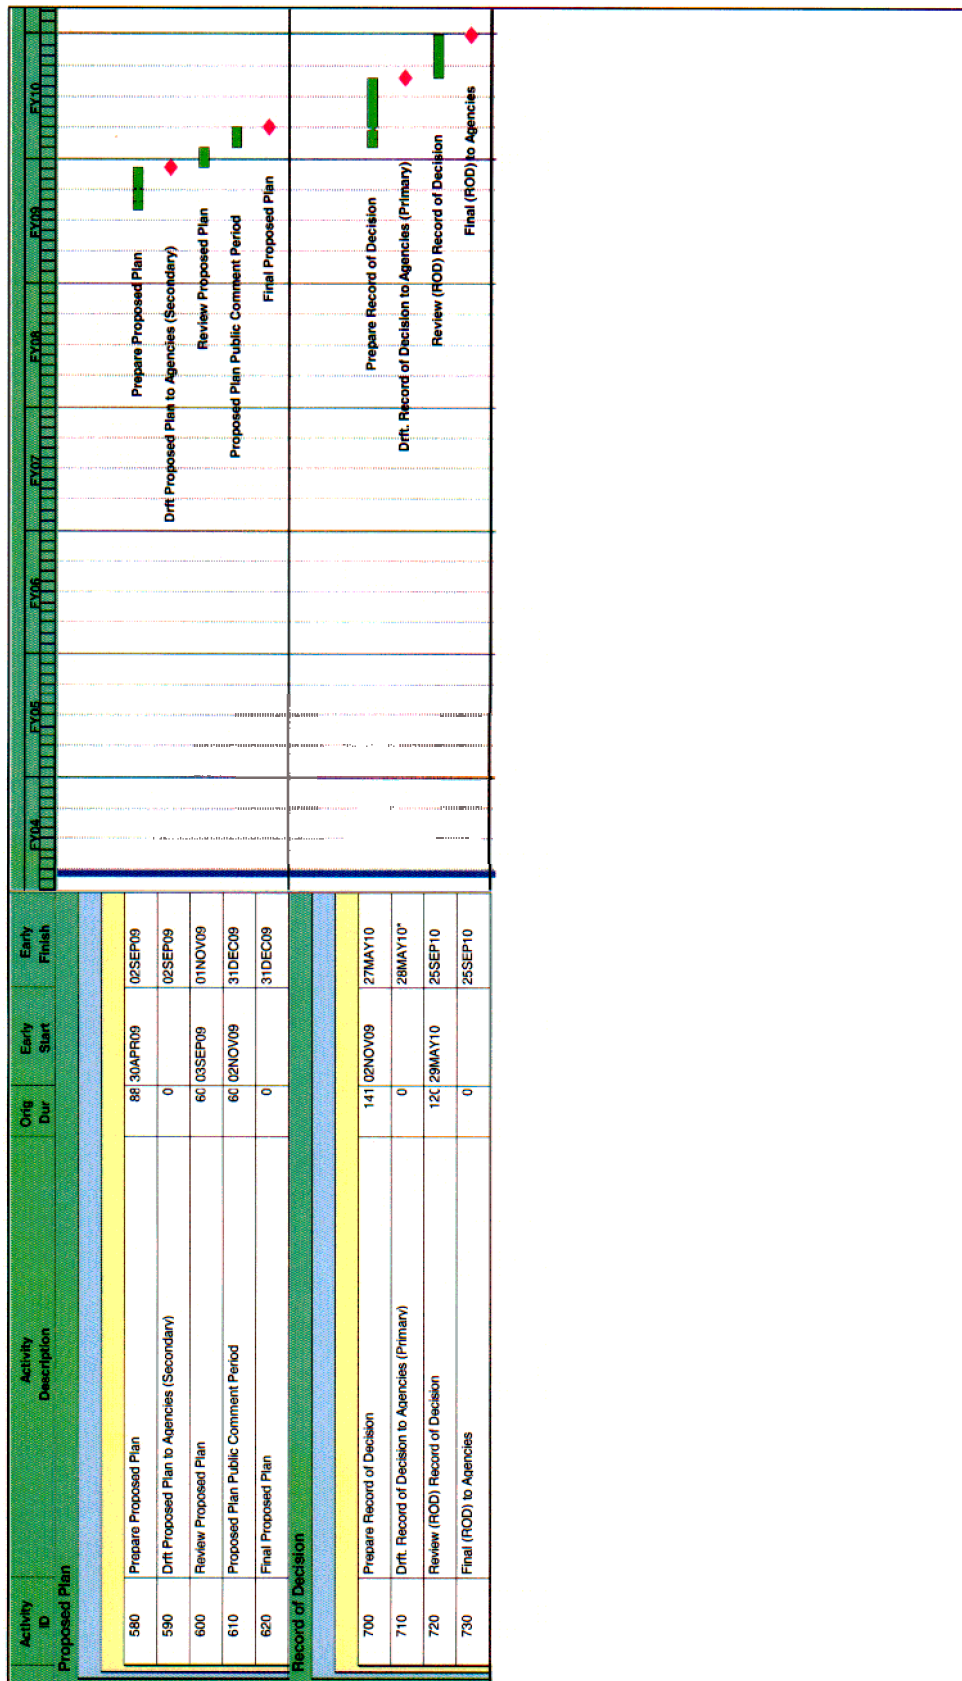 Activity ID Activity Description Orig Dur Early Start Early Finish FY04 FY05 FY06 FY07 FY08 FY09 FY10
Proposed Plan
580 Prepare Proposed Plan 88 30APR09 02SEP09 Prepare Proposed Plan
590 Drft Proposed Plan to Agencies (Secondary) 0 02SEP09 Drft Proposed Plan to Agencies (Secondary)
600 Review Proposed Plan 60 03SEP09 01NOV09 Review Proposed Plan
610 Proposed Plan Public Comment Period 60 02NOV09 31DEC09 Proposed Plan Public Comment Period
620 Final Proposed Plan 0 31DEC09 Final Proposed Plan
Record of Decision
700 Prepare Record of Decision 141 02NOV09 27MAY10 Prepare Record of Decision
710 Drft. Record of Decision to Agencies (Primary) 0 28MAY10* Drft. Record of Decision to Agencies (Primary)
720 Review (ROD) Record of Decision 120 29MAY10 25SEP10 Review (ROD) Record of Decision
730 Final (ROD) to Agencies 0 25SEP10 Final (ROD) to Agencies